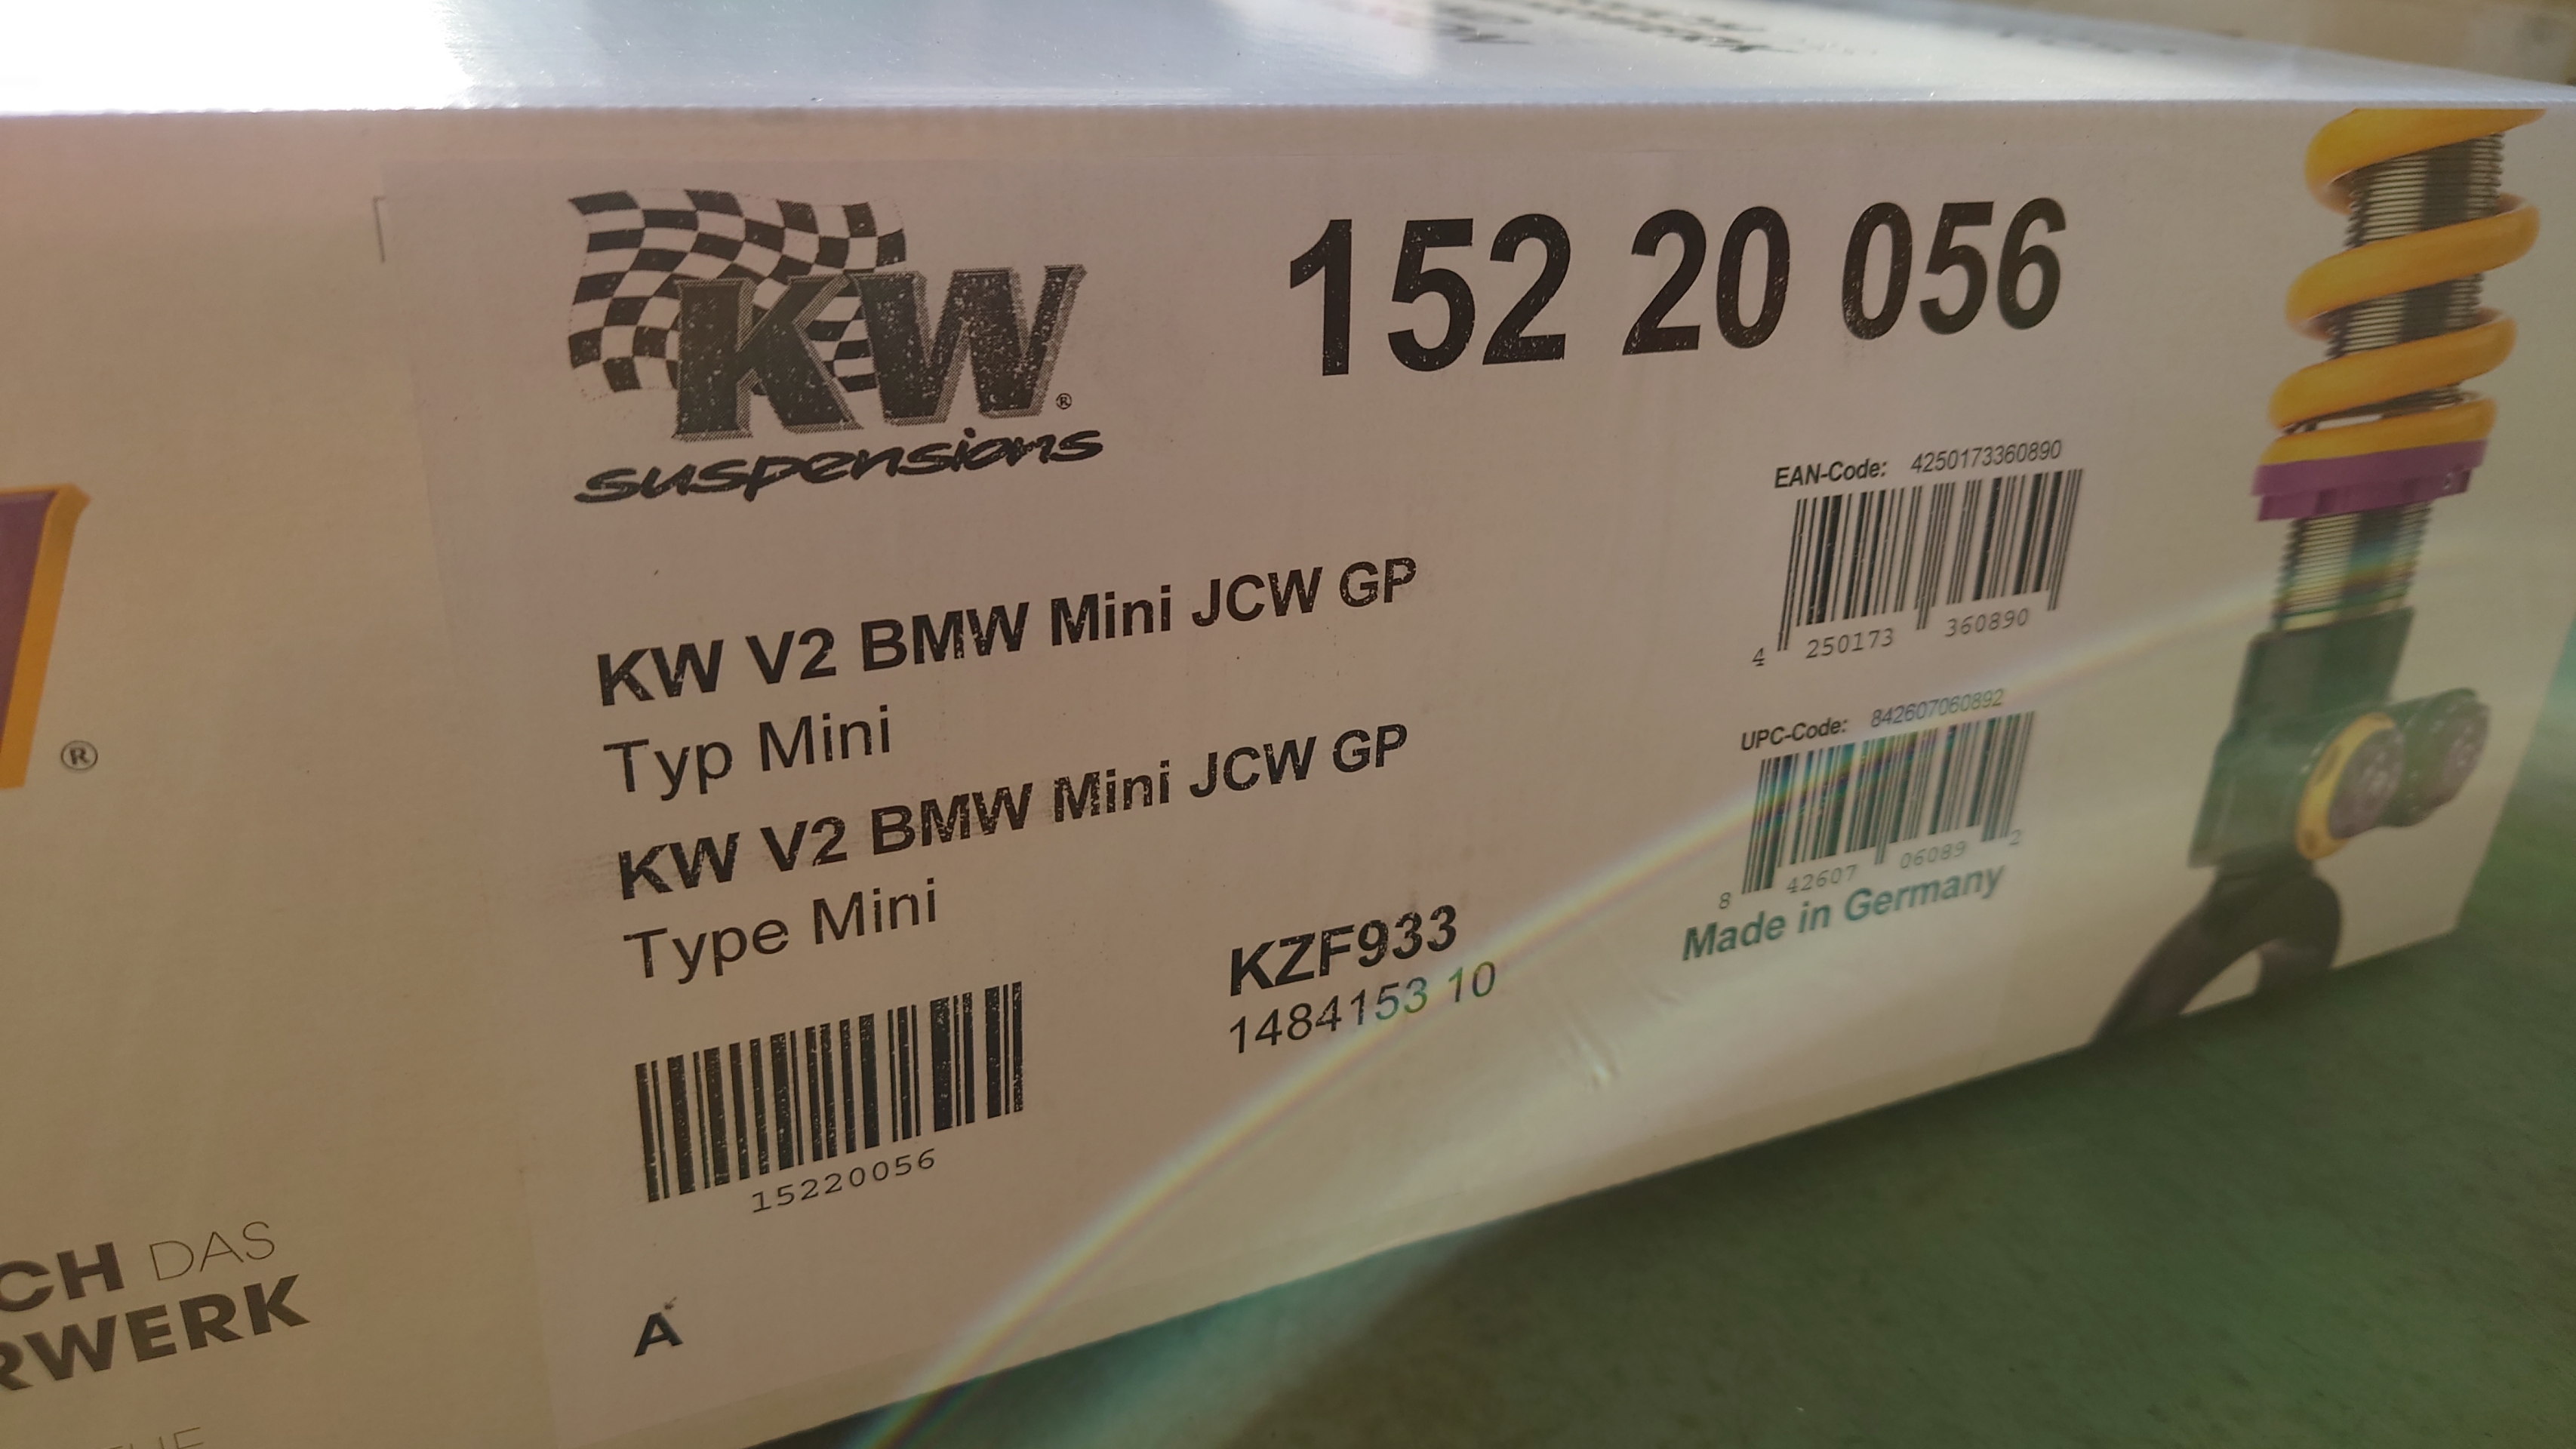 KW®
suspensions
152 20 056
EAN-Code: 4250173360890
4 250173 360890
UPC-Code: 842607060892
8 42607 06089 2
Made in Germany
KW V2 BMW Mini JCW GP
Typ Mini
KW V2 BMW Mini JCW GP
Type Mini
KZF933
1484153 10
15220056
A
®
CH DAS
RWERK